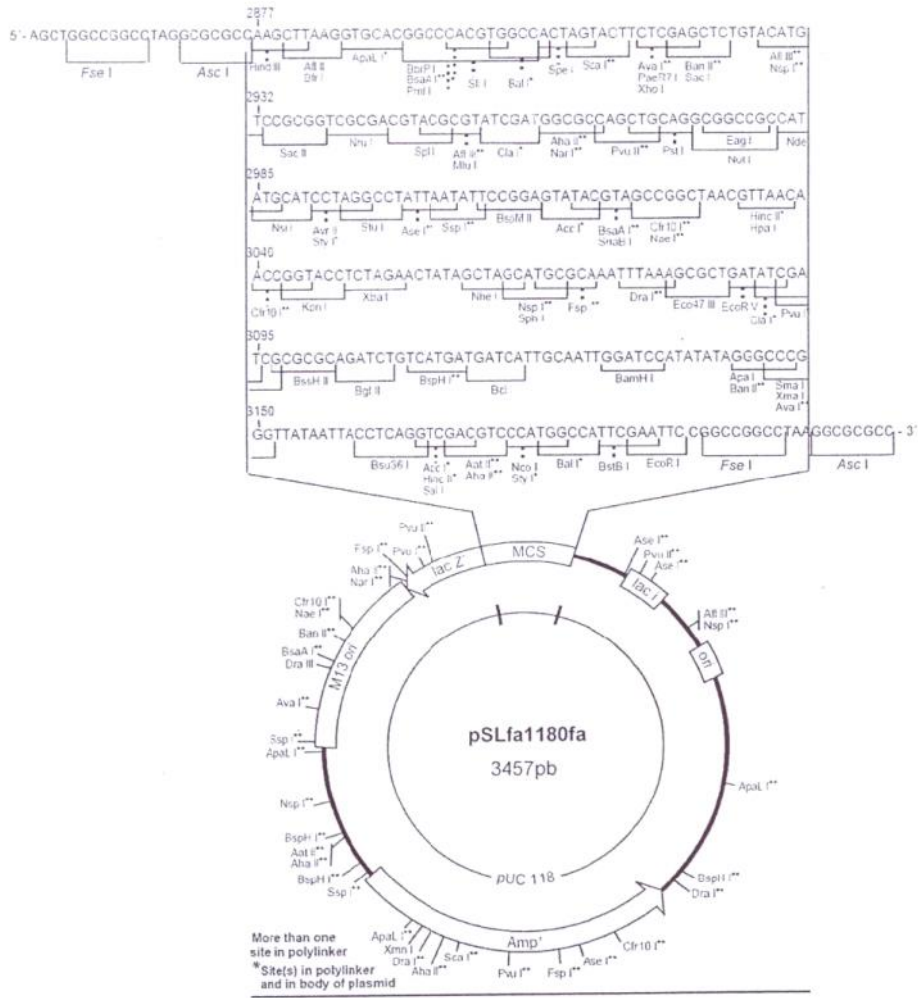 2877
5'- AGCTGGCCGGCCTAGGCGCGCCAAGCTTAAGGTGCACGGCCCACGTGGCCACTAGTACTTCTCGAGCTCTGTACATG
Fse I Asc I Hind III Afl II ApaL I* BbrP I Sfi I Bal I* Spe I Sca I** Ava I** Ban II** Afl III**
Bfr I BsaA I** PaeR7 I Sac I Nsp I**
Pml I Xho I
2932
TCCGCGGTCGCGACGTACGCGTATCGATGGCGCCAGCTGCAGGCGGCCGCCAT
Sac II Nru I Spl I Afl III** Cla I* Aha II** Pvu II** Pst I Eag I Nde
Mlu I Nar I** Not I
2985
ATGCATCCTAGGCCTATTAATATTCCGGAGTATACGTAGCCGGCTAACGTTAACA
Nsi I Avr II Stu I Ase I** Ssp I** BspM II Acc I* BsaA I** Cfr10 I** Hinc II*
Sty I* SnaB I Nae I** Hpa I
3040
ACCGGTACCTCTAGAACTATAGCTAGCATGCGCAAATTTAAAGCGCTGATATCGA
Cfr10 I** Kpn I Xba I Nhe I Nsp I** Fsp I** Dra I** Eco47 III EcoR V Cla I* Pvu I
Sph I
3095
TCGCGCGCAGATCTGTCATGATGATCATTGCAATTGGATCCATATATAGGGCCCG
BssH II Bgl II BspH I** Bcl BamH I Apa I Sma I
Ban II** Xma I
Ava I**
3150
GGTTATAATTACCTCAGGTCGACGTCCCATGGCCATTCGAATTCCGGCCGGCCTAAGGCGCGCC - 3'
Bsu36 I Acc I* Aat II** Nco I Bal I* BstB I EcoR I Fse I Asc I
Hinc II* Aha II** Sty I*
Sal I
MCS
lac Z'
Pvu II**
Pvu I**
Fsp I**
Aha II**
Nar I**
Cfr10 I**
Nae I**
Ban II**
BsaA I**
Dra III
M13 ori
Ava I**
Ssp I**
ApaL I**
Nsp I**
BspH I**
Aat II**
Aha II**
BspH I**
Ssp I**
Ase I**
Pvu II**
Ase I**
lac I
Afl III**
Nsp I**
ori
pSLfa1180fa
3457pb
ApaL I**
pUC 118
BspH I**
Dra I**
Amp^r
ApaL I**
Xmn I
Dra I**
Aha II**
Sca I**
Pvu I**
Fsp I**
Ase I**
Cfr10 I**
More than one
site in polylinker
*Site(s) in polylinker
and in body of plasmid